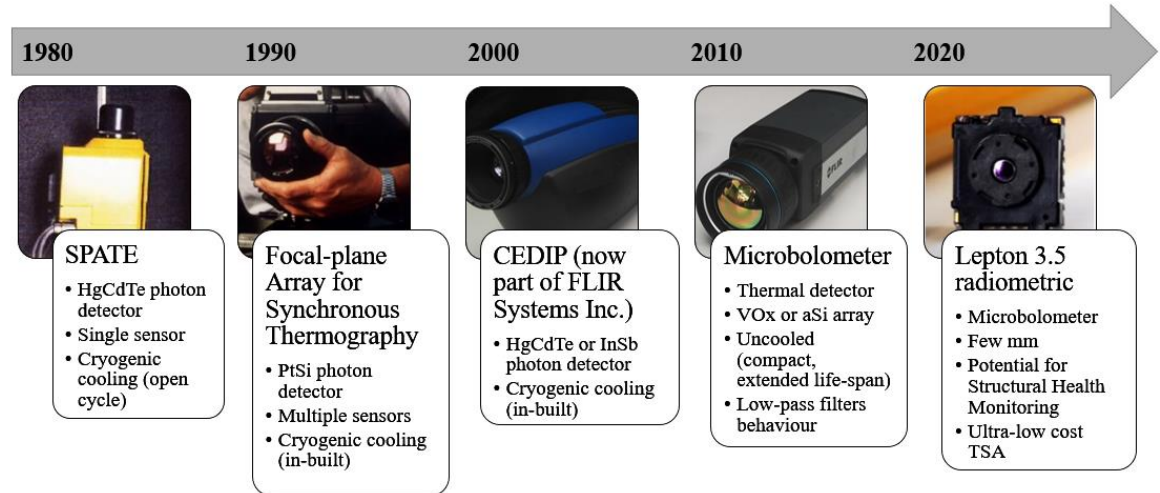 1980
1990
2000
2010
2020
FLIR
SPATE
• HgCdTe photon
detector
• Single sensor
• Cryogenic
cooling (open
cycle)
Focal-plane
Array for
Synchronous
Thermography
• PtSi photon
detector
• Multiple sensors
• Cryogenic cooling
(in-built)
CEDIP (now
part of FLIR
Systems Inc.)
• HgCdTe or InSb
photon detector
• Cryogenic cooling
(in-built)
Microbolometer
• Thermal detector
• VOx or aSi array
• Uncooled
(compact,
extended life-span)
• Low-pass filters
behaviour
Lepton 3.5
radiometric
• Microbolometer
• Few mm
• Potential for
Structural Health
Monitoring
• Ultra-low cost
TSA